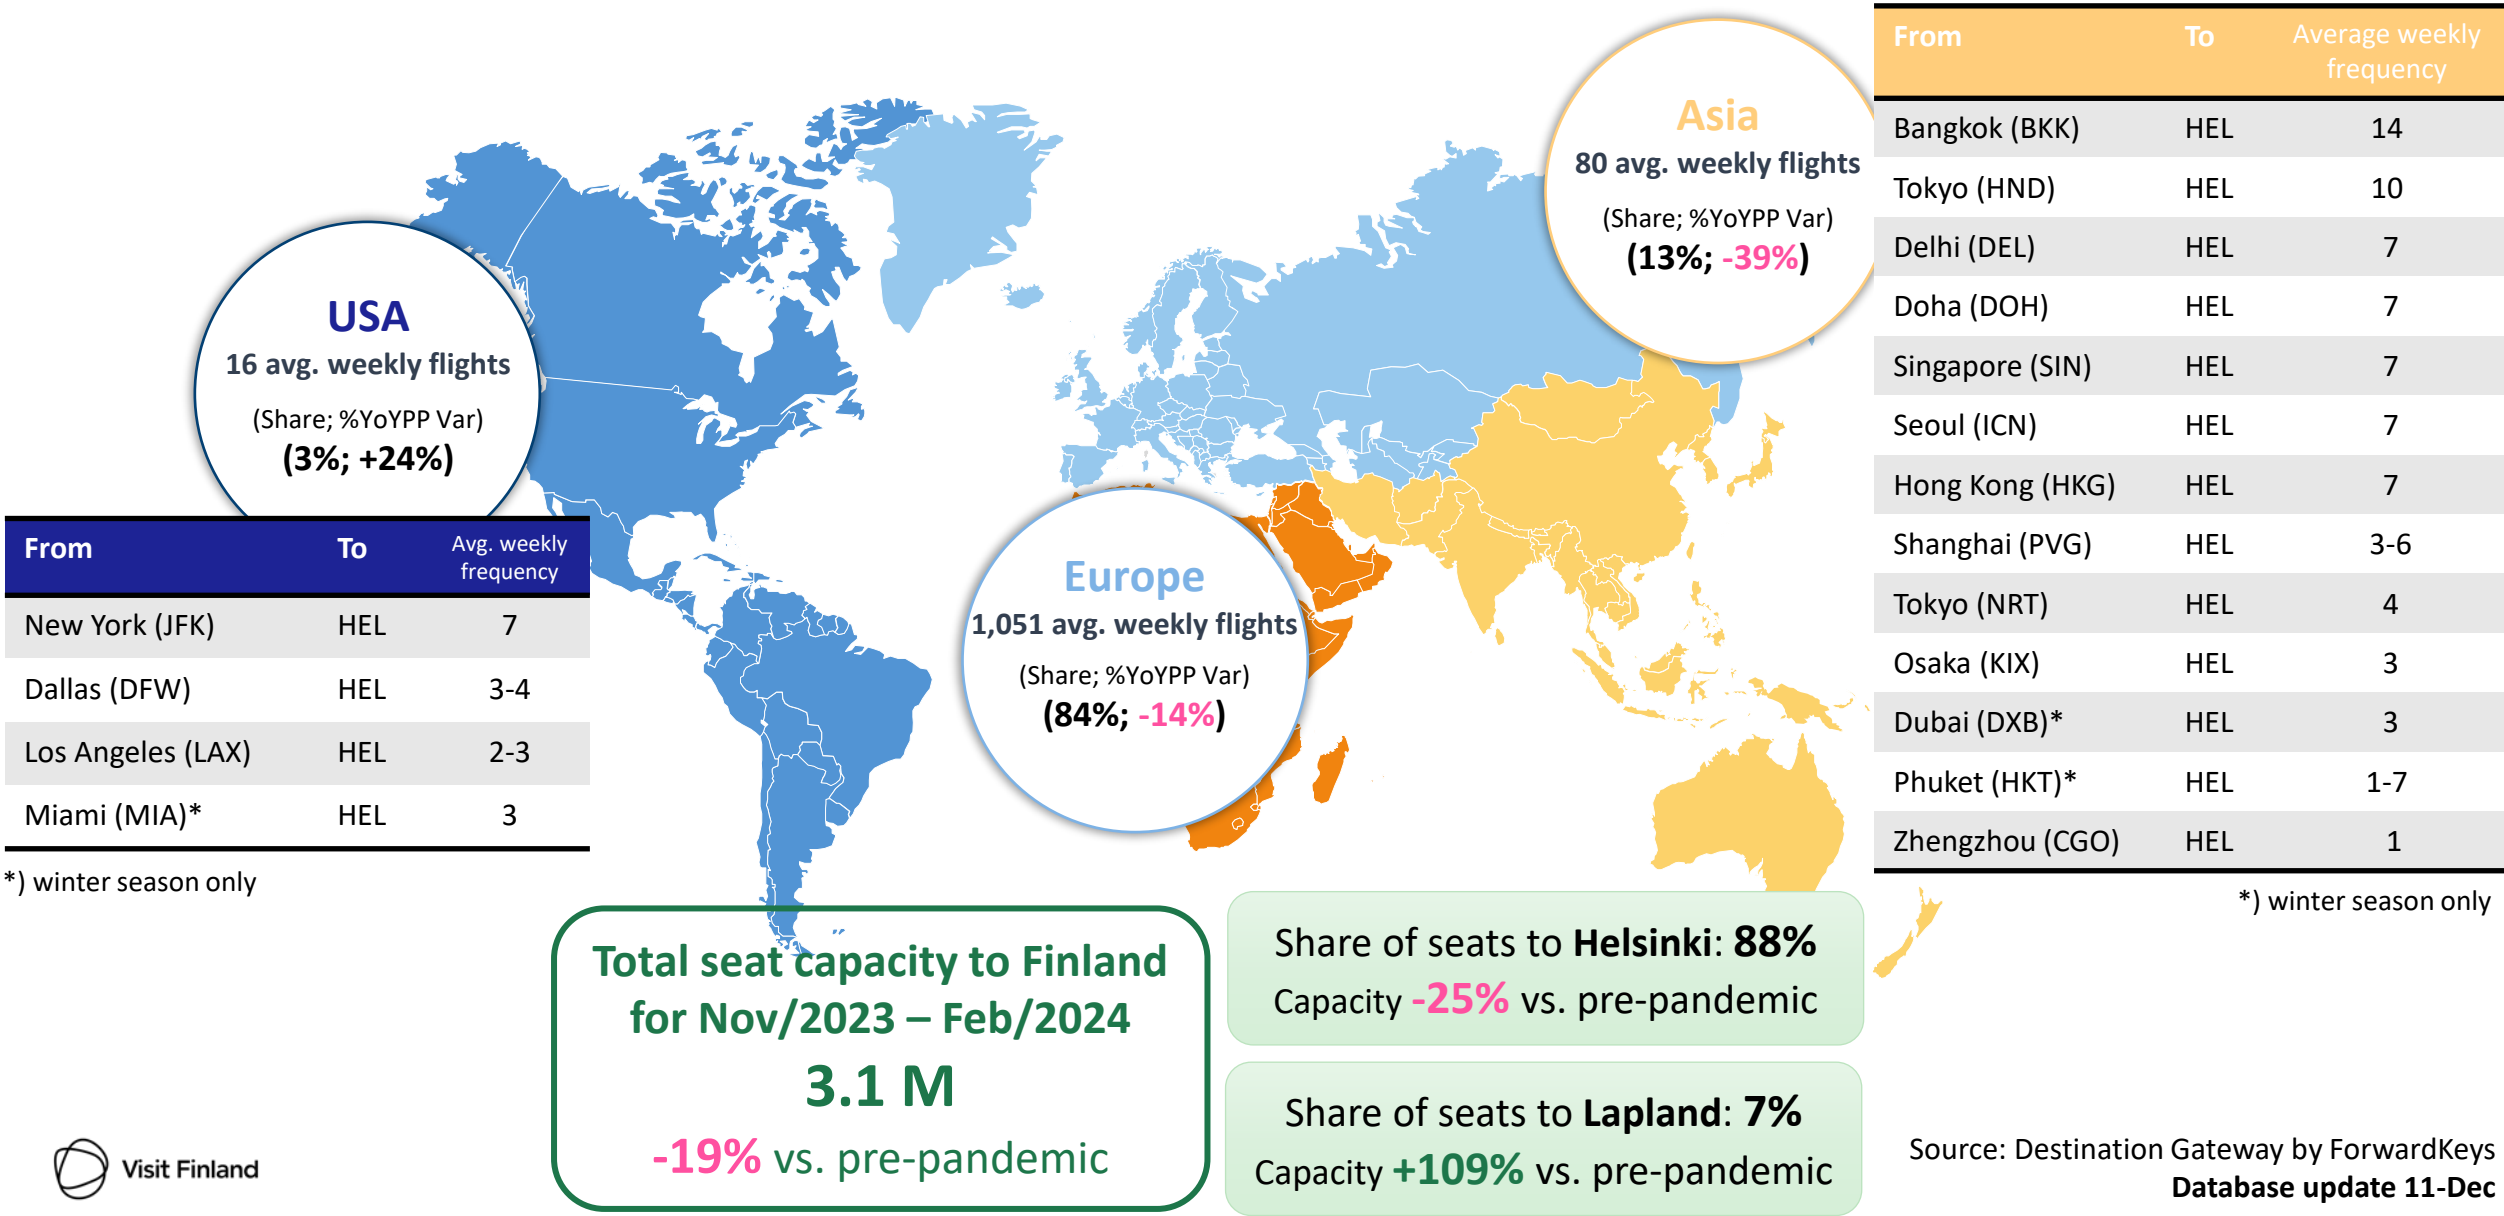 USA
16 avg. weekly flights
(Share; %YoYPP Var)
(3%; +24%)
From To Avg. weekly frequency
New York (JFK) HEL 7
Dallas (DFW) HEL 3-4
Los Angeles (LAX) HEL 2-3
Miami (MIA)* HEL 3
*) winter season only
Europe
1,051 avg. weekly flights
(Share; %YoYPP Var)
(84%; -14%)
Asia
80 avg. weekly flights
(Share; %YoYPP Var)
(13%; -39%)
From To Average weekly frequency
Bangkok (BKK) HEL 14
Tokyo (HND) HEL 10
Delhi (DEL) HEL 7
Doha (DOH) HEL 7
Singapore (SIN) HEL 7
Seoul (ICN) HEL 7
Hong Kong (HKG) HEL 7
Shanghai (PVG) HEL 3-6
Tokyo (NRT) HEL 4
Osaka (KIX) HEL 3
Dubai (DXB)* HEL 3
Phuket (HKT)* HEL 1-7
Zhengzhou (CGO) HEL 1
*) winter season only
Total seat capacity to Finland
for Nov/2023 – Feb/2024
3.1 M
-19% vs. pre-pandemic
Share of seats to Helsinki: 88%
Capacity -25% vs. pre-pandemic
Share of seats to Lapland: 7%
Capacity +109% vs. pre-pandemic
Visit Finland
Source: Destination Gateway by ForwardKeys
Database update 11-Dec